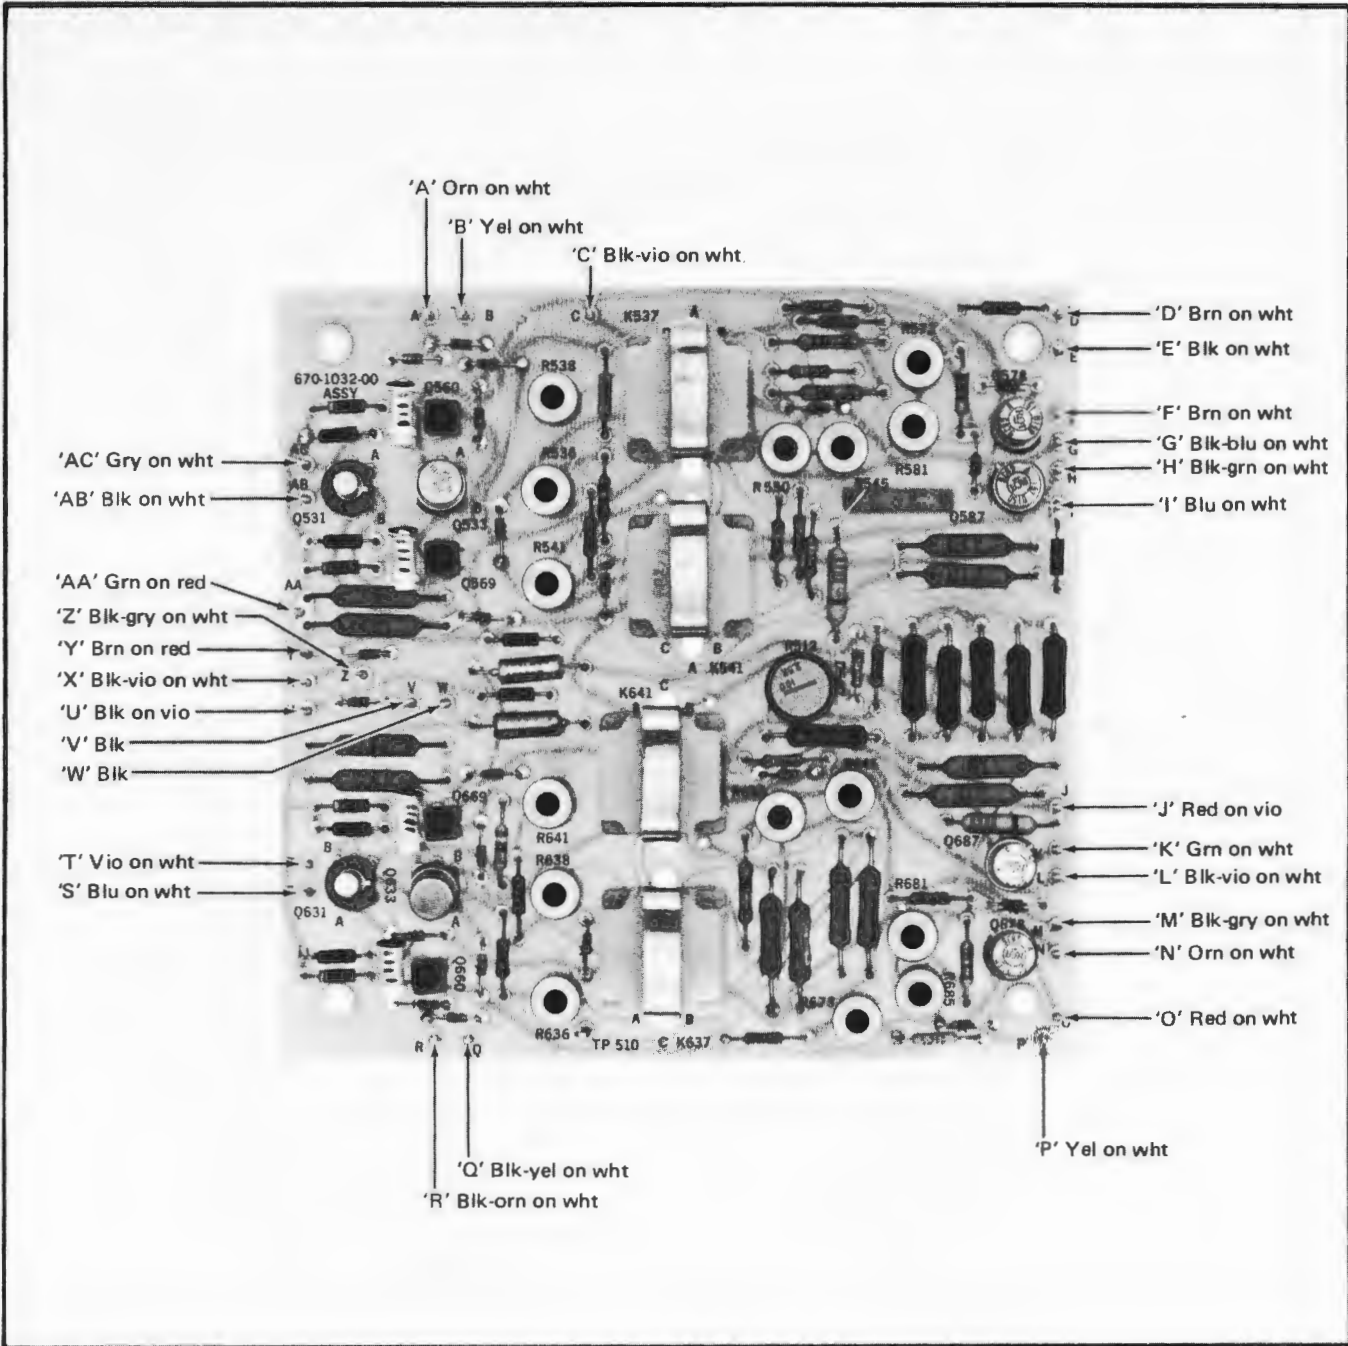 'A' Orn on wht
'B' Yel on wht
'C' Blk-vio on wht
'D' Brn on wht
'E' Blk on wht
'F' Brn on wht
'G' Blk-blu on wht
'H' Blk-grn on wht
'I' Blu on wht
'J' Red on vio
'K' Grn on wht
'L' Blk-vio on wht
'M' Blk-gry on wht
'N' Orn on wht
'O' Red on wht
'P' Yel on wht
'Q' Blk-yel on wht
'R' Blk-orn on wht
'AC' Gry on wht
'AB' Blk on wht
'AA' Grn on red
'Z' Blk-gry on wht
'Y' Brn on red
'X' Blk-vio on wht
'U' Blk on vio
'V' Blk
'W' Blk
'T' Vio on wht
'S' Blu on wht
A B C K537 A
D
E
670-1032-00
ASSY
Q560
R538
A
AB
Q531
B
Q533
R536
R581
R550
Q587
G
H
AA
Q569
R541
C B
A K541
Z
V W
C
K641
R512
Q669
R641
J
Q687
B
B
R638
Q633
Q631
A
A
R681
L
M
N
Q660
R636
TP 510
A B
C K637
R678
R685
P
R Q